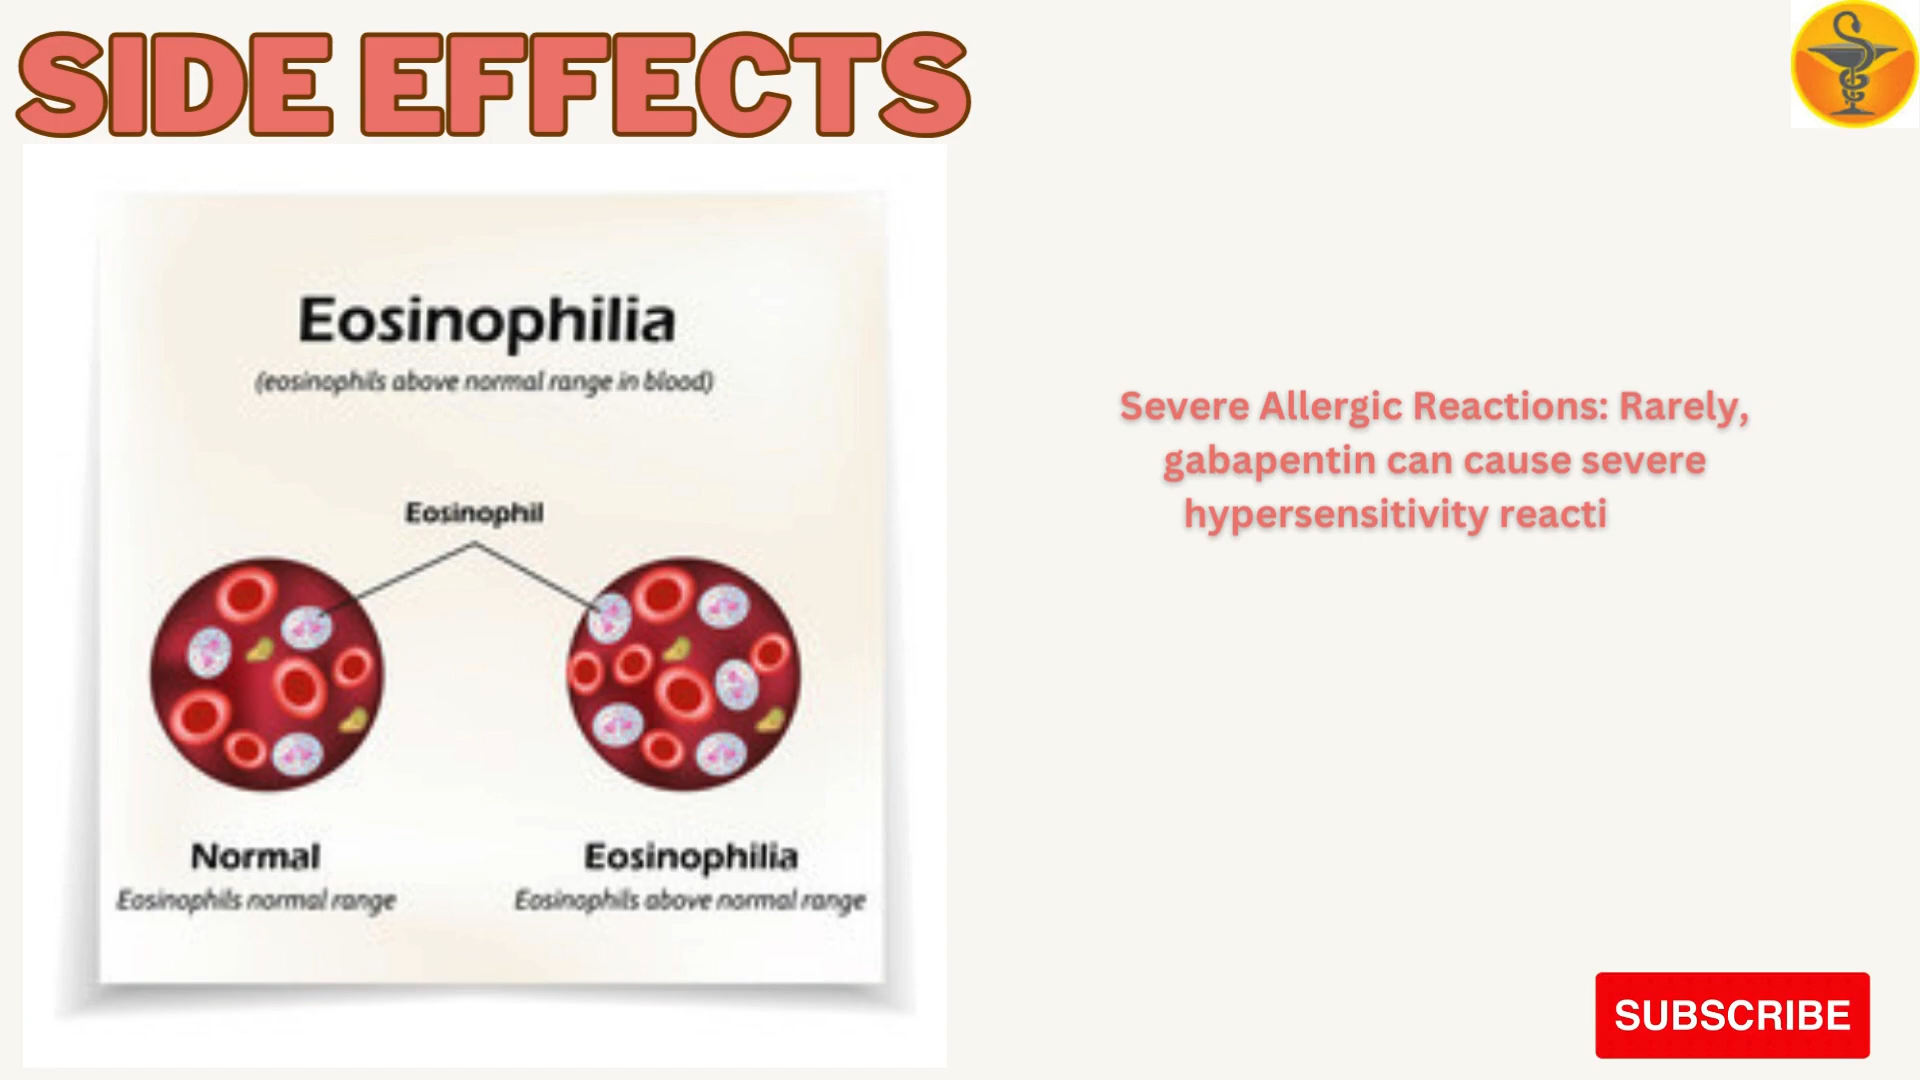 SIDE EFFECTS
Eosinophilia
(eosinophils above normal range in blood)
Eosinophil
Normal
Eosinophils normal range
Eosinophilia
Eosinophils above normal range
Severe Allergic Reactions: Rarely,
gabapentin can cause severe
hypersensitivity reacti
SUBSCRIBE